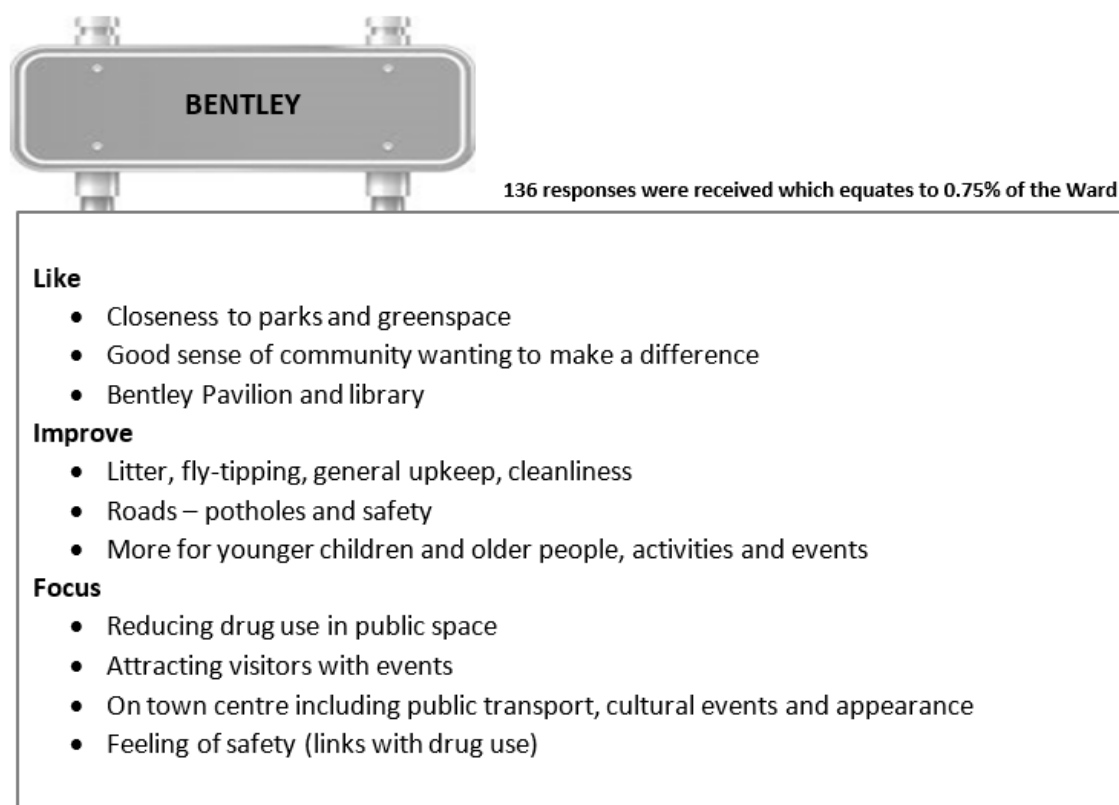 BENTLEY
136 responses were received which equates to 0.75% of the Ward
Like
• Closeness to parks and greenspace
• Good sense of community wanting to make a difference
• Bentley Pavilion and library
Improve
• Litter, fly-tipping, general upkeep, cleanliness
• Roads – potholes and safety
• More for younger children and older people, activities and events
Focus
• Reducing drug use in public space
• Attracting visitors with events
• On town centre including public transport, cultural events and appearance
• Feeling of safety (links with drug use)